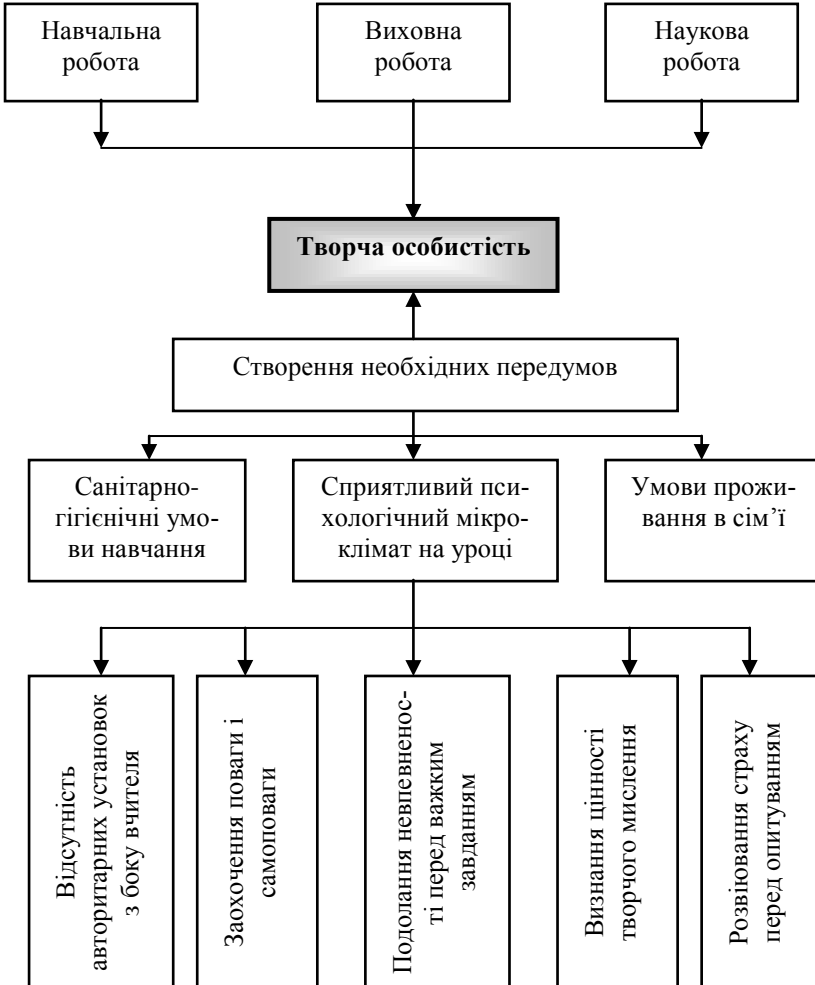 Навчальна
робота
Виховна
робота
Наукова
робота
Творча особистість
Створення необхідних передумов
Санітарно-
гігієнічні умо-
ви навчання
Сприятливий пси-
хологічний мікро-
клімат на уроці
Умови прожи-
вання в сім’ї
Відсутність
авторитарних установок
з боку вчителя
Заохочення поваги і
самоповаги
Подолання невпевненос-
ті перед важким
завданням
Визнання цінності
творчого мислення
Розвіювання страху
перед опитуванням